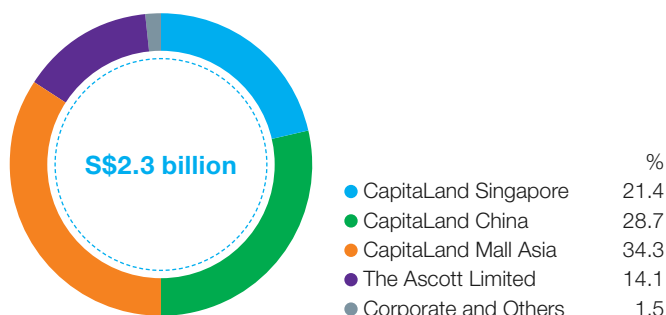 S$2.3 billion
%
CapitaLand Singapore 21.4
CapitaLand China 28.7
CapitaLand Mall Asia 34.3
The Ascott Limited 14.1
Corporate and Others 1.5